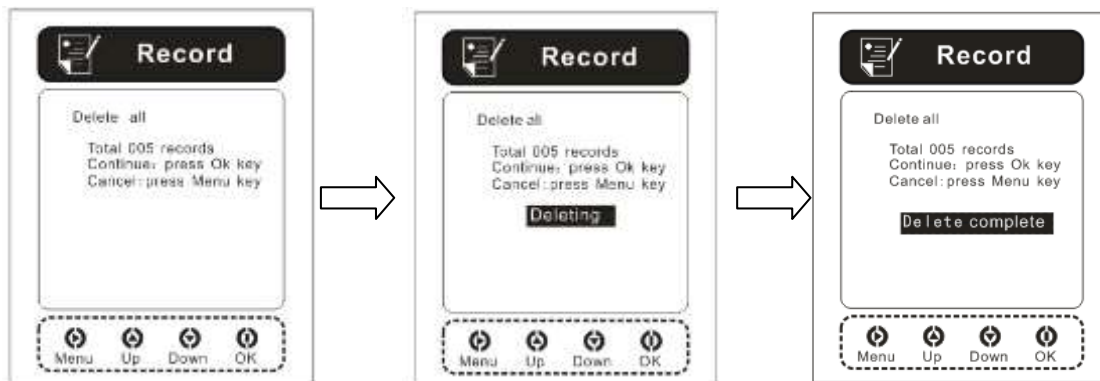 Record
Delete all
Total 005 records
Continue: press Ok key
Cancel:press Menu key
Menu Up Down OK
Record
Delete all
Total 005 records
Continue: press Ok key
Cancel:press Menu key
Deleting
Menu Up Down OK
Record
Delete all
Total 005 records
Continue: press Ok key
Cancel:press Menu key
Delete complete
Menu Up Down OK